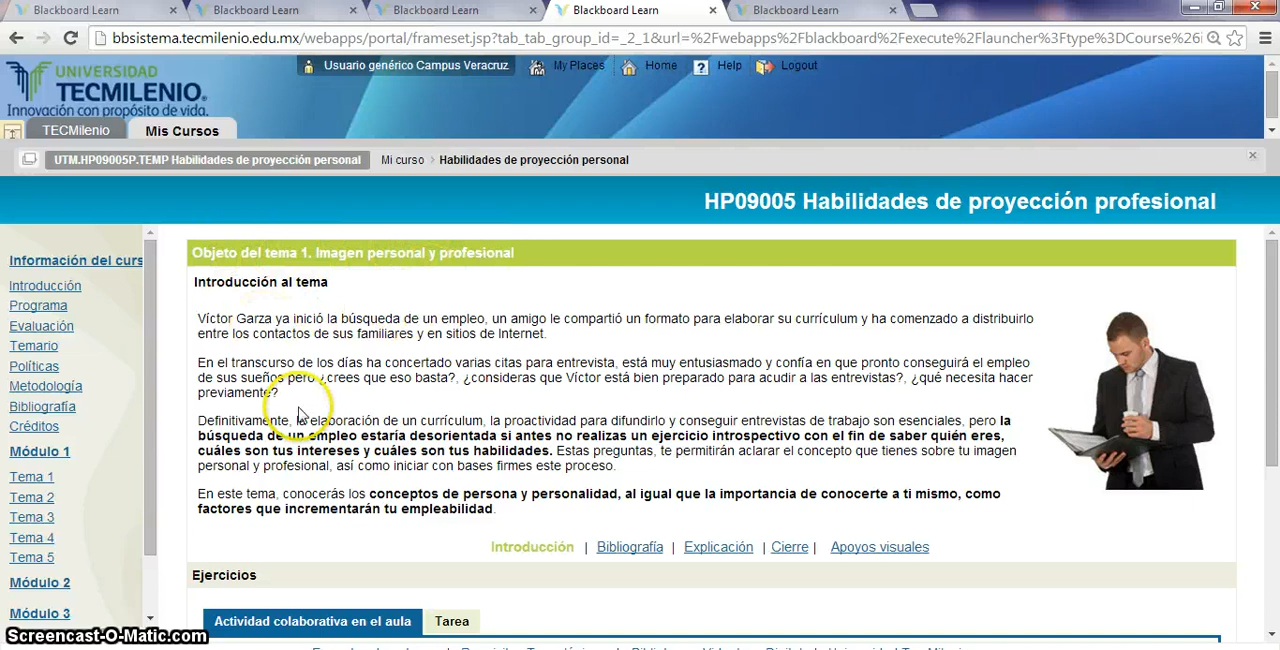 Blackboard Learn
Blackboard Learn
Blackboard Learn
Blackboard Learn
Blackboard Learn
bbsistema.tecmilenio.edu.mx/webapps/portal/frameset.jsp?tab_tab_group_id=_2_1&url=%2Fwebapps%2Fblackboard%2Fexecute%2Flauncher%3Ftype%3DCourse%26i
UNIVERSIDAD
TECMILENIO.
Innovación con propósito de vida.
Usuario genérico Campus Veracruz
My Places
Home
Help
Logout
TECMilenio
Mis Cursos
UTM.HP09005P.TEMP Habilidades de proyección personal
Mi curso > Habilidades de proyección personal
HP09005 Habilidades de proyección profesional
Información del curs
Introducción
Programa
Evaluación
Temario
Políticas
Metodología
Bibliografía
Créditos
Módulo 1
Tema 1
Tema 2
Tema 3
Tema 4
Tema 5
Módulo 2
Módulo 3
Objeto del tema 1. Imagen personal y profesional
Introducción al tema
Víctor Garza ya inició la búsqueda de un empleo, un amigo le compartió un formato para elaborar su currículum y ha comenzado a distribuirlo
entre los contactos de sus familiares y en sitios de Internet.
En el transcurso de los días ha concertado varias citas para entrevista, está muy entusiasmado y confía en que pronto conseguirá el empleo
de sus sueños pero ¿crees que eso basta?, ¿consideras que Víctor está bien preparado para acudir a las entrevistas?, ¿qué necesita hacer
previamente?
Definitivamente, la elaboración de un currículum, la proactividad para difundirlo y conseguir entrevistas de trabajo son esenciales, pero la
búsqueda de un empleo estaría desorientada si antes no realizas un ejercicio introspectivo con el fin de saber quién eres,
cuáles son tus intereses y cuáles son tus habilidades. Estas preguntas, te permitirán aclarar el concepto que tienes sobre tu imagen
personal y profesional, así como iniciar con bases firmes este proceso.
En este tema, conocerás los conceptos de persona y personalidad, al igual que la importancia de conocerte a ti mismo, como
factores que incrementarán tu empleabilidad.
Introducción | Bibliografía | Explicación | Cierre | Apoyos visuales
Ejercicios
Actividad colaborativa en el aula
Tarea
Screencast-O-Matic.com